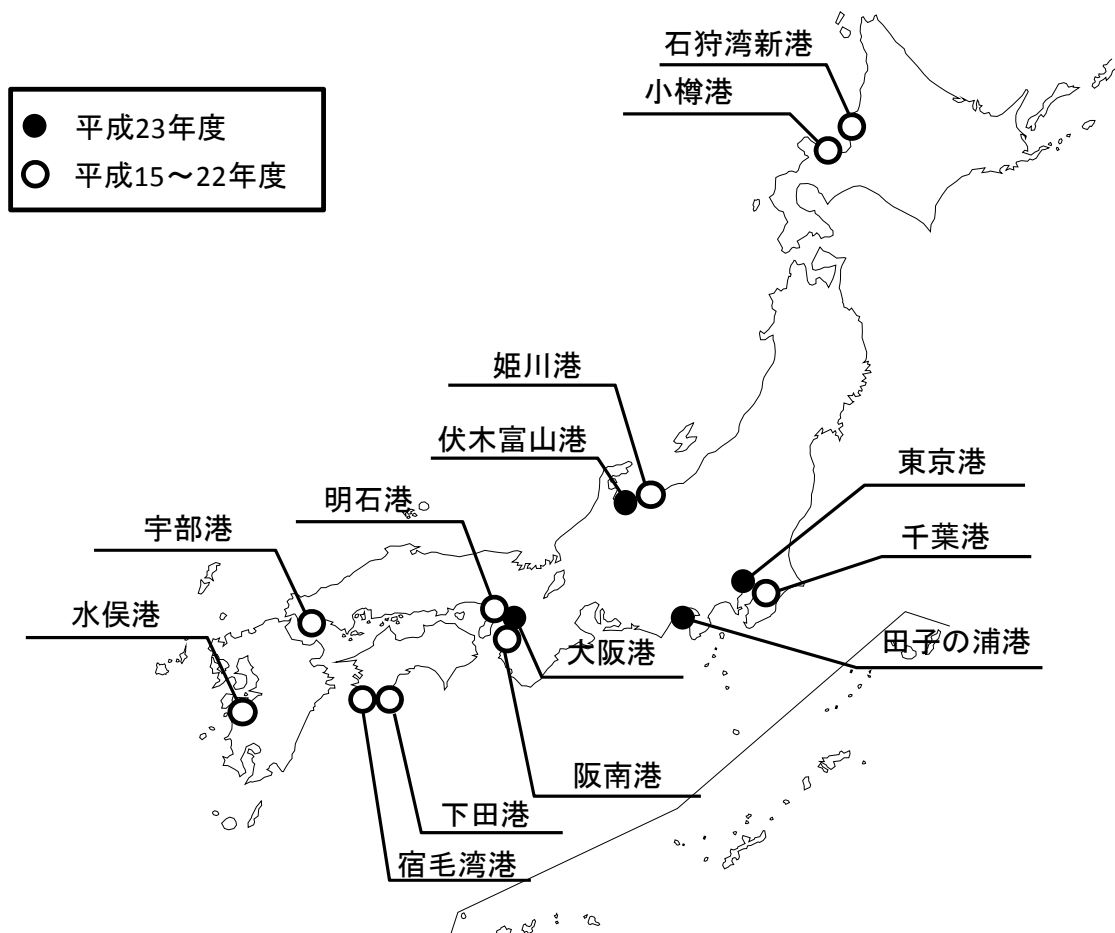 石狩湾新港
小樽港
平成23年度
平成15～22年度
姫川港
伏木富山港
東京港
明石港
宇部港
千葉港
水俣港
大阪港
田子の浦港
阪南港
下田港
宿毛湾港